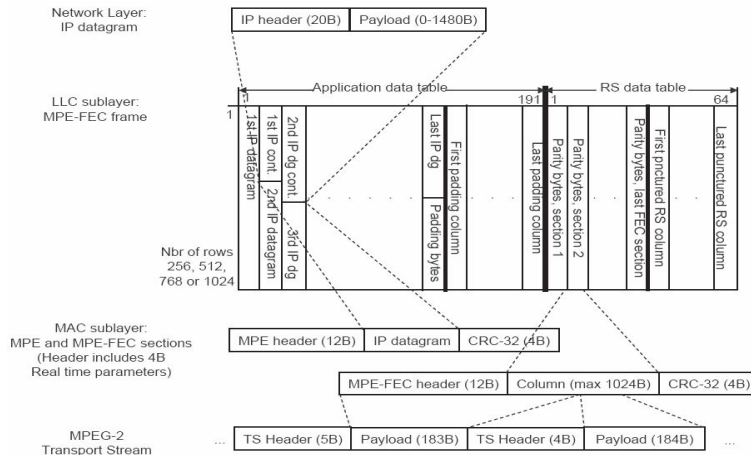 Network Layer:
IP datagram
IP header (20B)
Payload (0-1480B)
Application data table
RS data table
LLC sublayer:
MPE-FEC frame
1
1
191
1
64
1st IP datagram
1st IP cont.
2nd IP datagram
2nd IP dg cont.
3rd IP dg
Last IP dg
Padding bytes
First padding column
Last padding column
Parity bytes, section 1
Parity bytes, section 2
Parity bytes, last FEC section
First pnctured RS column
Last punctured RS column
Nbr of rows
256, 512,
768 or 1024
MAC sublayer:
MPE and MPE-FEC sections
(Header includes 4B
Real time parameters)
MPE header (12B)
IP datagram
CRC-32 (4B)
MPE-FEC header (12B)
Column (max 1024B)
CRC-32 (4B)
MPEG-2
Transport Stream
...
TS Header (5B)
Payload (183B)
TS Header (4B)
Payload (184B)
...